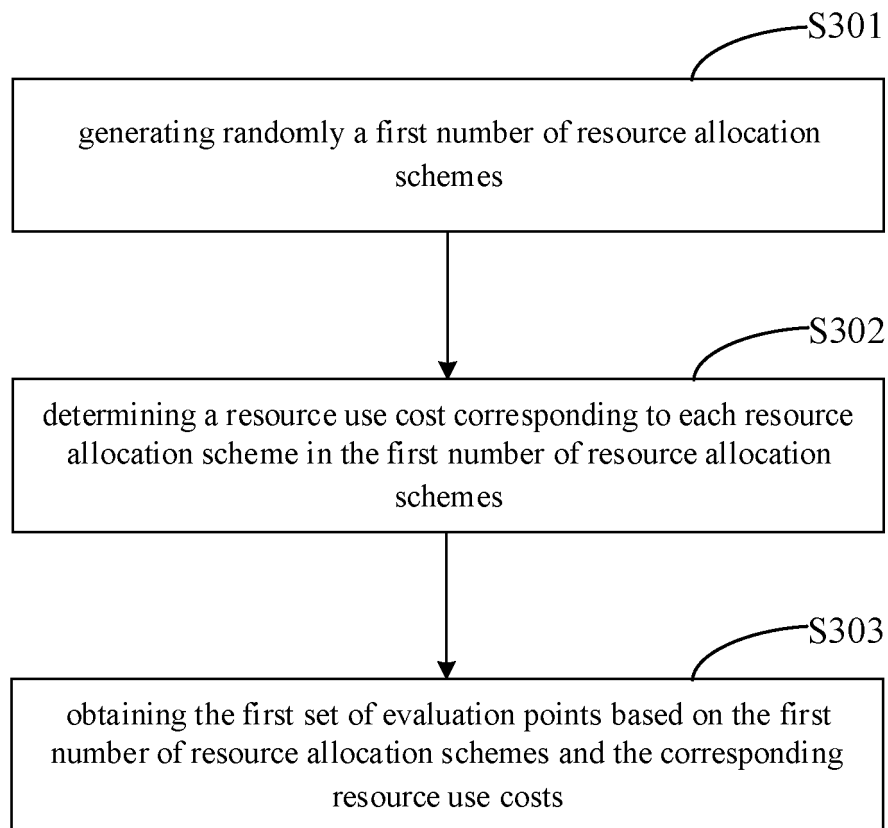 S301
generating randomly a first number of resource allocation
schemes
S302
determining a resource use cost corresponding to each resource
allocation scheme in the first number of resource allocation
schemes
S303
obtaining the first set of evaluation points based on the first
number of resource allocation schemes and the corresponding
resource use costs